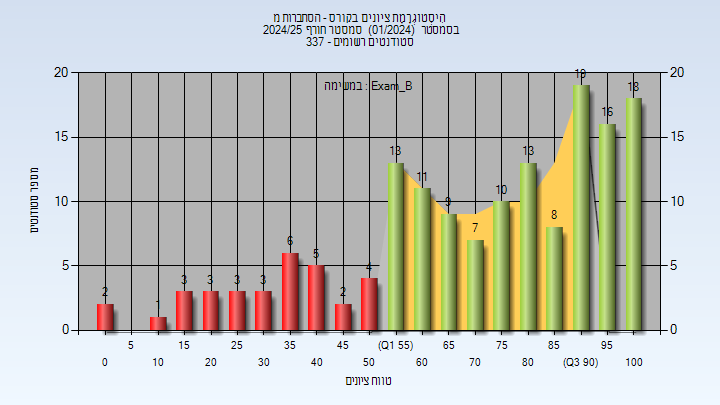 היסטוגרמת ציונים בקורס - הסתברות מ
בסמסטר (01/2024) סמסטר חורף 2024/25
סטודנטים רשומים - 337
במשימה : Exam_B
מספר סטודנטים
20 20
15 15
10 10
5 5
0 0
2 1 3 3 3 3 6 5 2 4 13 11 9 7 10 13 8 19 16 18
5 15 25 35 45 (Q1 55) 65 75 85 95
0 10 20 30 40 50 60 70 80 (Q3 90) 100
טווח ציונים